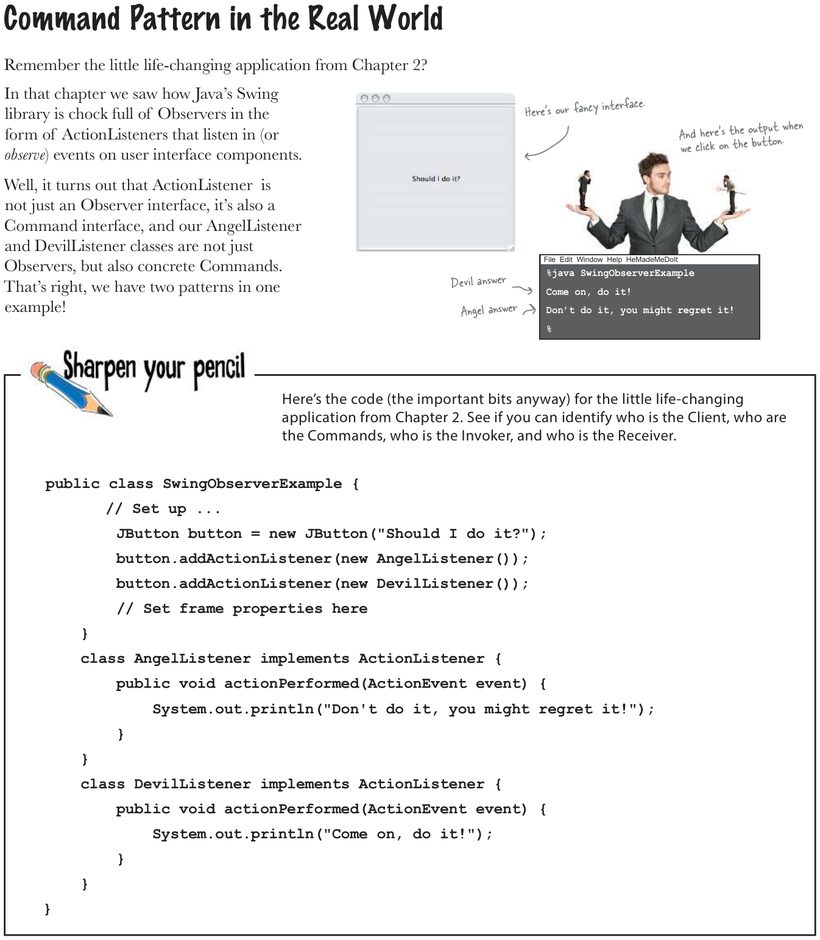 Command Pattern in the Real World
Remember the little life-changing application from Chapter 2?
In that chapter we saw how Java's Swing
library is chock full of Observers in the
form of ActionListeners that listen in (or
observe) events on user interface components.
Well, it turns out that ActionListener is
not just an Observer interface, it's also a
Command interface, and our AngelListener
and DevilListener classes are not just
Observers, but also concrete Commands.
That's right, we have two patterns in one
example!
Should I do it?
Here's our fancy interface.
And here's the output when
we click on the button.
Devil answer
Angel answer
File Edit Window Help HeMadeMeDoIt
%java SwingObserverExample
Come on, do it!
Don't do it, you might regret it!
%
Sharpen your pencil
Here's the code (the important bits anyway) for the little life-changing
application from Chapter 2. See if you can identify who is the Client, who are
the Commands, who is the Invoker, and who is the Receiver.
public class SwingObserverExample {
// Set up ...
JButton button = new JButton("Should I do it?");
button.addActionListener(new AngelListener());
button.addActionListener(new DevilListener());
// Set frame properties here
}
class AngelListener implements ActionListener {
public void actionPerformed(ActionEvent event) {
System.out.println("Don't do it, you might regret it!");
}
}
class DevilListener implements ActionListener {
public void actionPerformed(ActionEvent event) {
System.out.println("Come on, do it!");
}
}
}